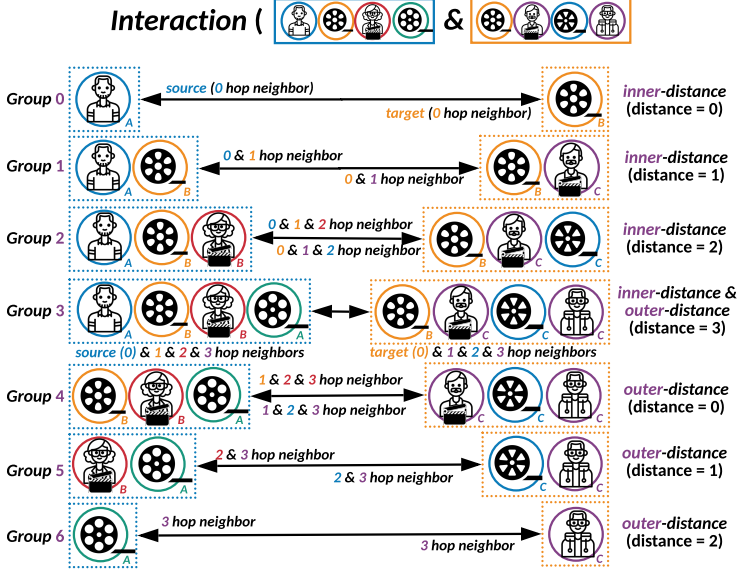 Interaction (
&
)
Group 0
A
source (0 hop neighbor)
target (0 hop neighbor)
B
inner-distance
(distance = 0)
Group 1
A
B
0 & 1 hop neighbor
0 & 1 hop neighbor
B
C
inner-distance
(distance = 1)
Group 2
A
B
B
0 & 1 & 2 hop neighbor
0 & 1 & 2 hop neighbor
B
C
C
inner-distance
(distance = 2)
Group 3
A
B
B
A
B
C
C
C
inner-distance &
outer-distance
(distance = 3)
source (0) & 1 & 2 & 3 hop neighbors
target (0) & 1 & 2 & 3 hop neighbors
Group 4
B
B
A
1 & 2 & 3 hop neighbor
1 & 2 & 3 hop neighbor
C
C
C
outer-distance
(distance = 0)
Group 5
B
A
2 & 3 hop neighbor
2 & 3 hop neighbor
C
C
outer-distance
(distance = 1)
Group 6
A
3 hop neighbor
3 hop neighbor
C
outer-distance
(distance = 2)